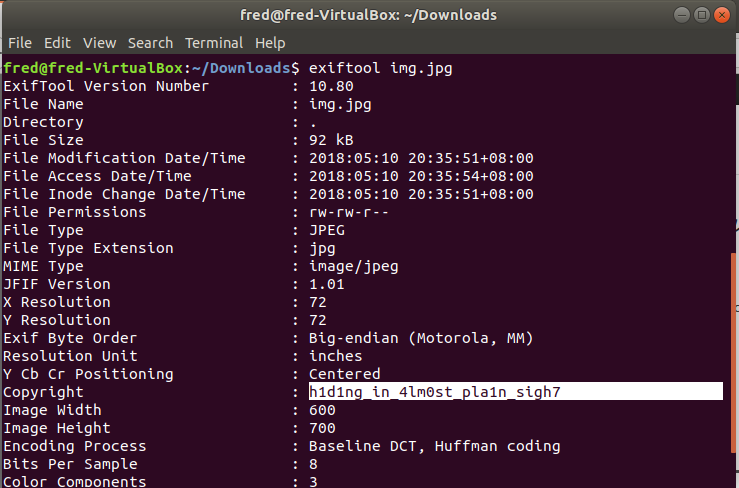 fred@fred-VirtualBox: ~/Downloads
File Edit View Search Terminal Help
fred@fred-VirtualBox:~/Downloads$ exiftool img.jpg
ExifTool Version Number : 10.80
File Name : img.jpg
Directory : .
File Size : 92 kB
File Modification Date/Time : 2018:05:10 20:35:51+08:00
File Access Date/Time : 2018:05:10 20:35:54+08:00
File Inode Change Date/Time : 2018:05:10 20:35:51+08:00
File Permissions : rw-rw-r--
File Type : JPEG
File Type Extension : jpg
MIME Type : image/jpeg
JFIF Version : 1.01
X Resolution : 72
Y Resolution : 72
Exif Byte Order : Big-endian (Motorola, MM)
Resolution Unit : inches
Y Cb Cr Positioning : Centered
Copyright : h1d1ng_in_4lm0st_pla1n_sigh7
Image Width : 600
Image Height : 700
Encoding Process : Baseline DCT, Huffman coding
Bits Per Sample : 8
Color Components : 3